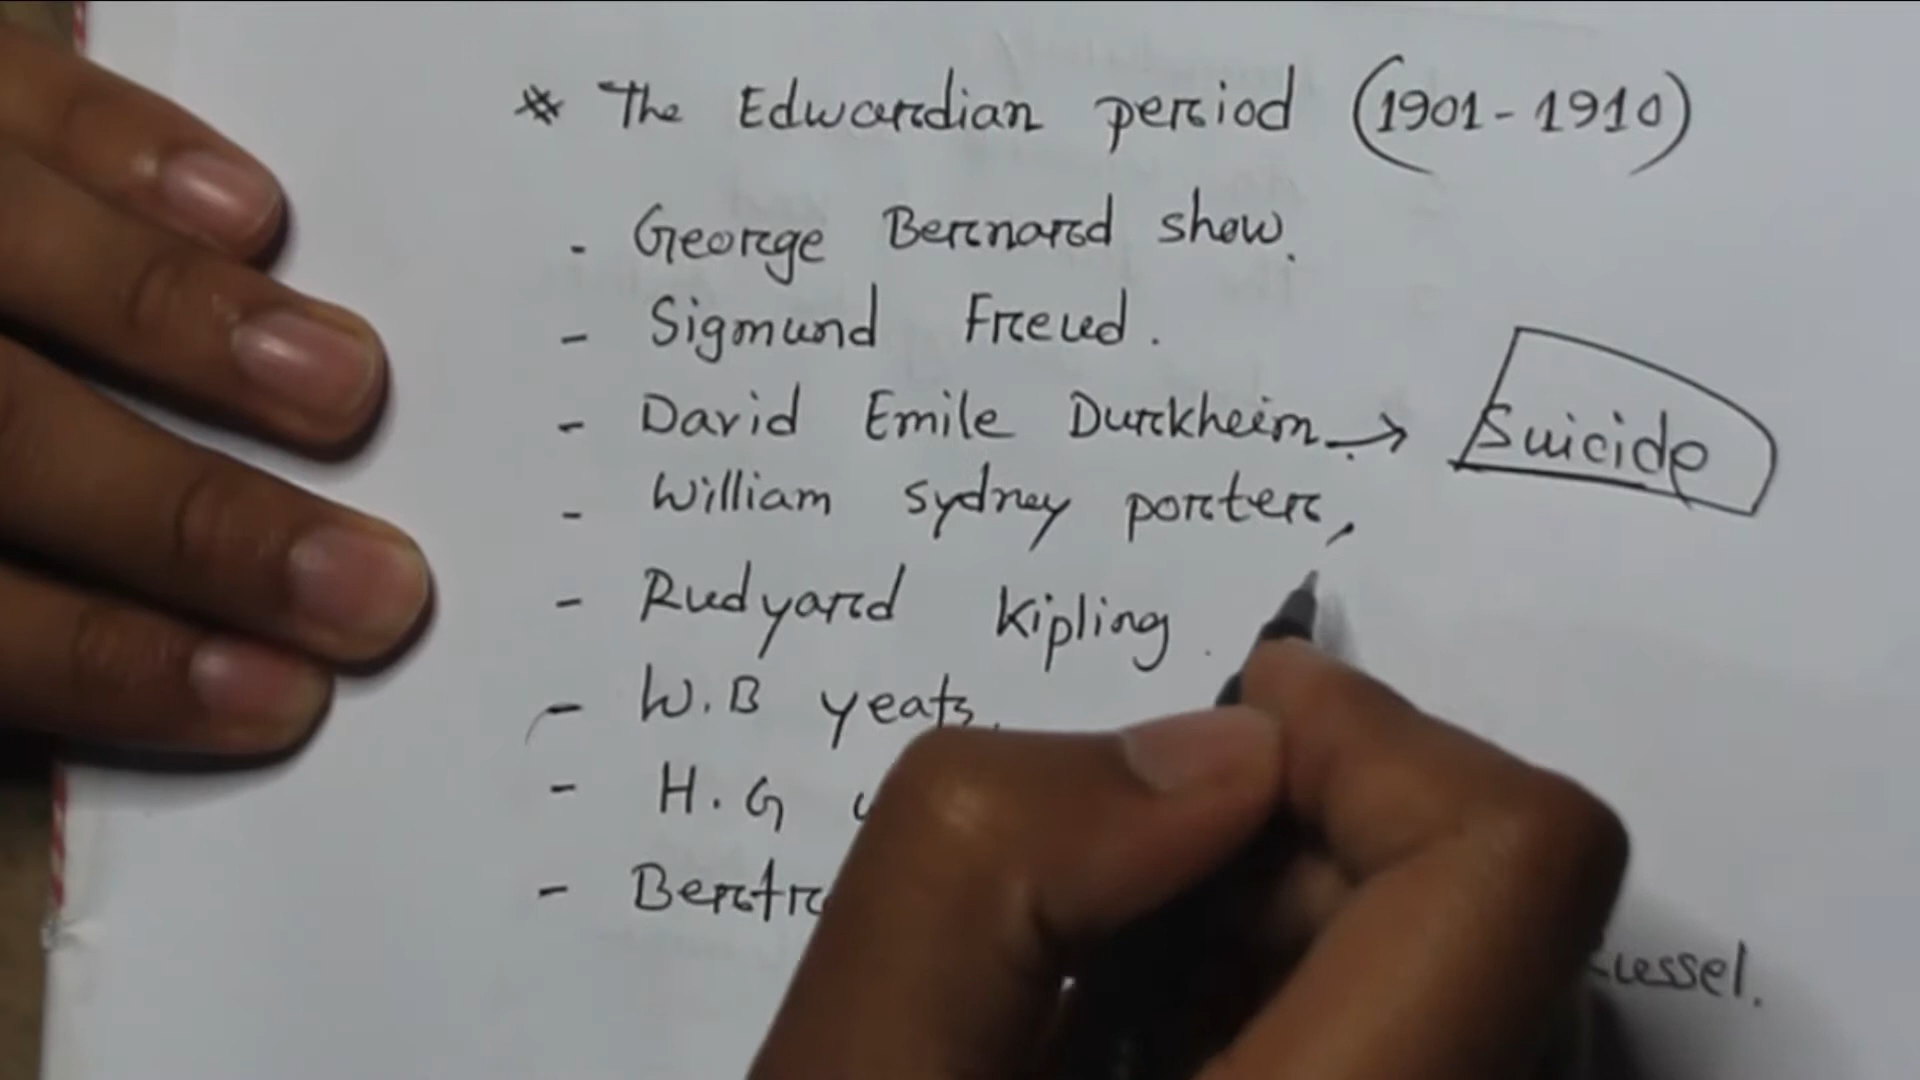 * The Edwardian period (1901-1910)
- George Bernard show.
- Sigmund Freud.
- David Emile Durkheim. → Suicide
- William Sydney porter,
- Rudyard Kipling.
- W.B yeats.
- H.G